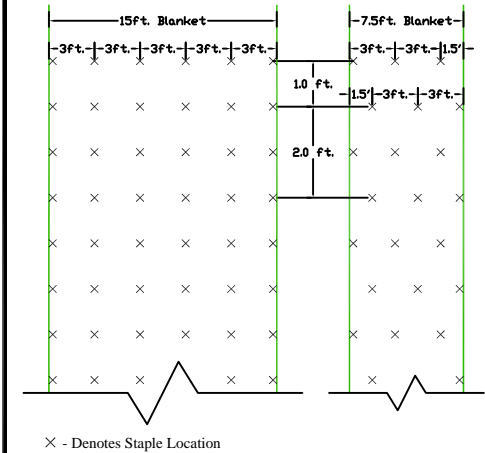 15ft. Blanket
7.5ft. Blanket
3ft. 3ft. 3ft. 3ft. 3ft.
3ft. 3ft. 1.5'
1.0 ft.
1.5' 3ft. 3ft.
2.0 ft.
× - Denotes Staple Location